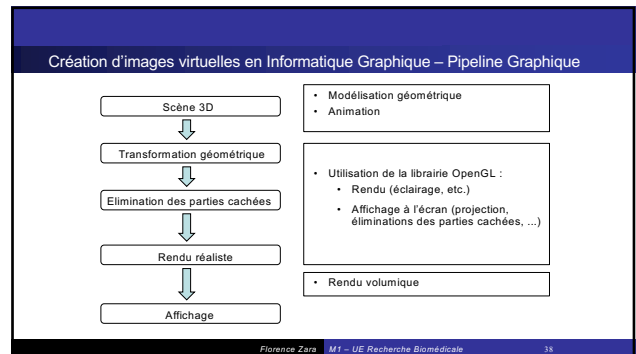 Création d'images virtuelles en Informatique Graphique – Pipeline Graphique
Scène 3D
Transformation géométrique
Elimination des parties cachées
Rendu réaliste
Affichage
• Modélisation géométrique
• Animation
• Utilisation de la librairie OpenGL :
• Rendu (éclairage, etc.)
• Affichage à l'écran (projection,
éliminations des parties cachées, ...)
• Rendu volumique
Florence Zara M1 – UE Recherche Biomédicale 38